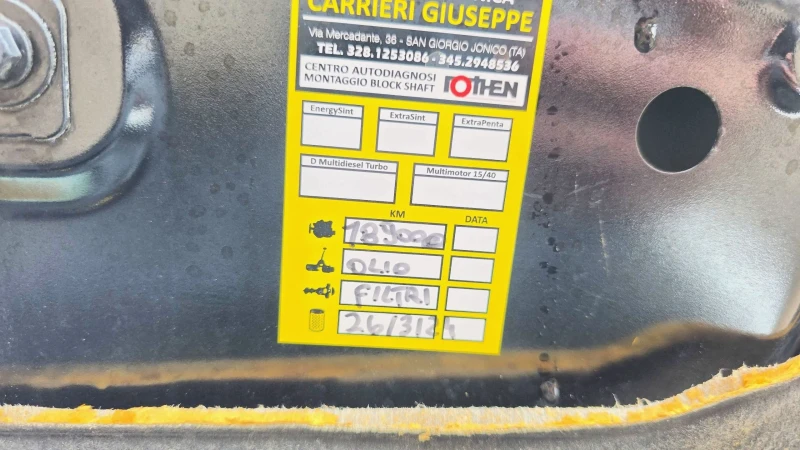 CARRIERI GIUSEPPE
Via Mercadante, 36 - SAN GIORGIO JONICO (TA)
TEL. 328.1253086 - 345.2948536
CENTRO AUTODIAGNOSI
MONTAGGIO BLOCK SHAFT
ROTHEN
EnergySint ExtraSint ExtraPenta
D Multidiesel Turbo Multimotor 15/40
KM DATA
189000
OLIO
FILTRI
26/3/24